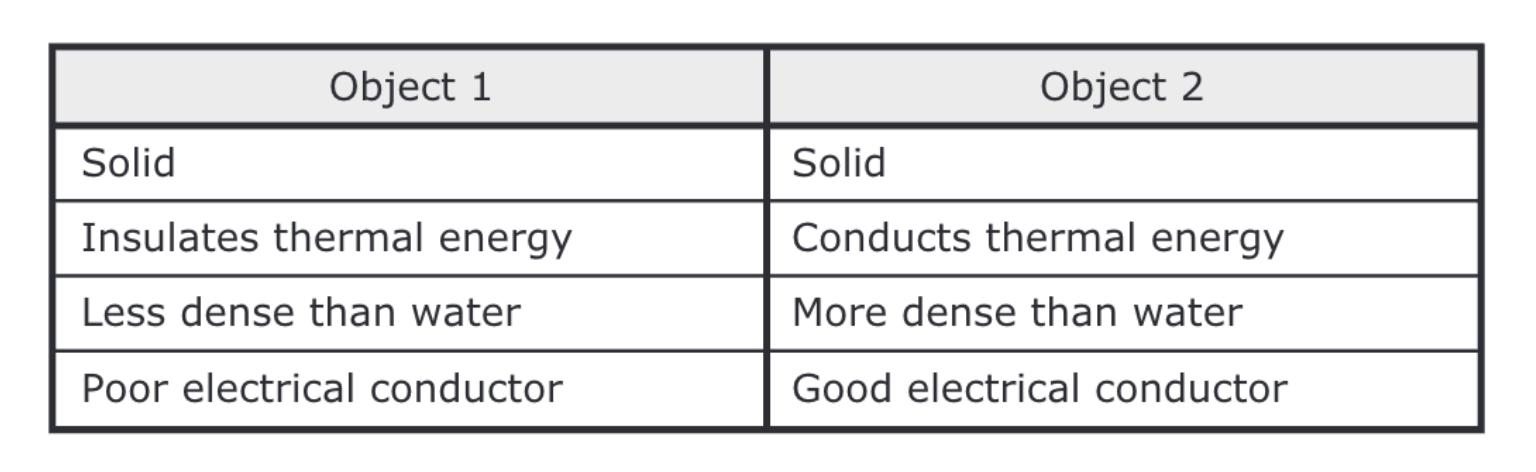 Object 1 Object 2
Solid Solid
Insulates thermal energy Conducts thermal energy
Less dense than water More dense than water
Poor electrical conductor Good electrical conductor